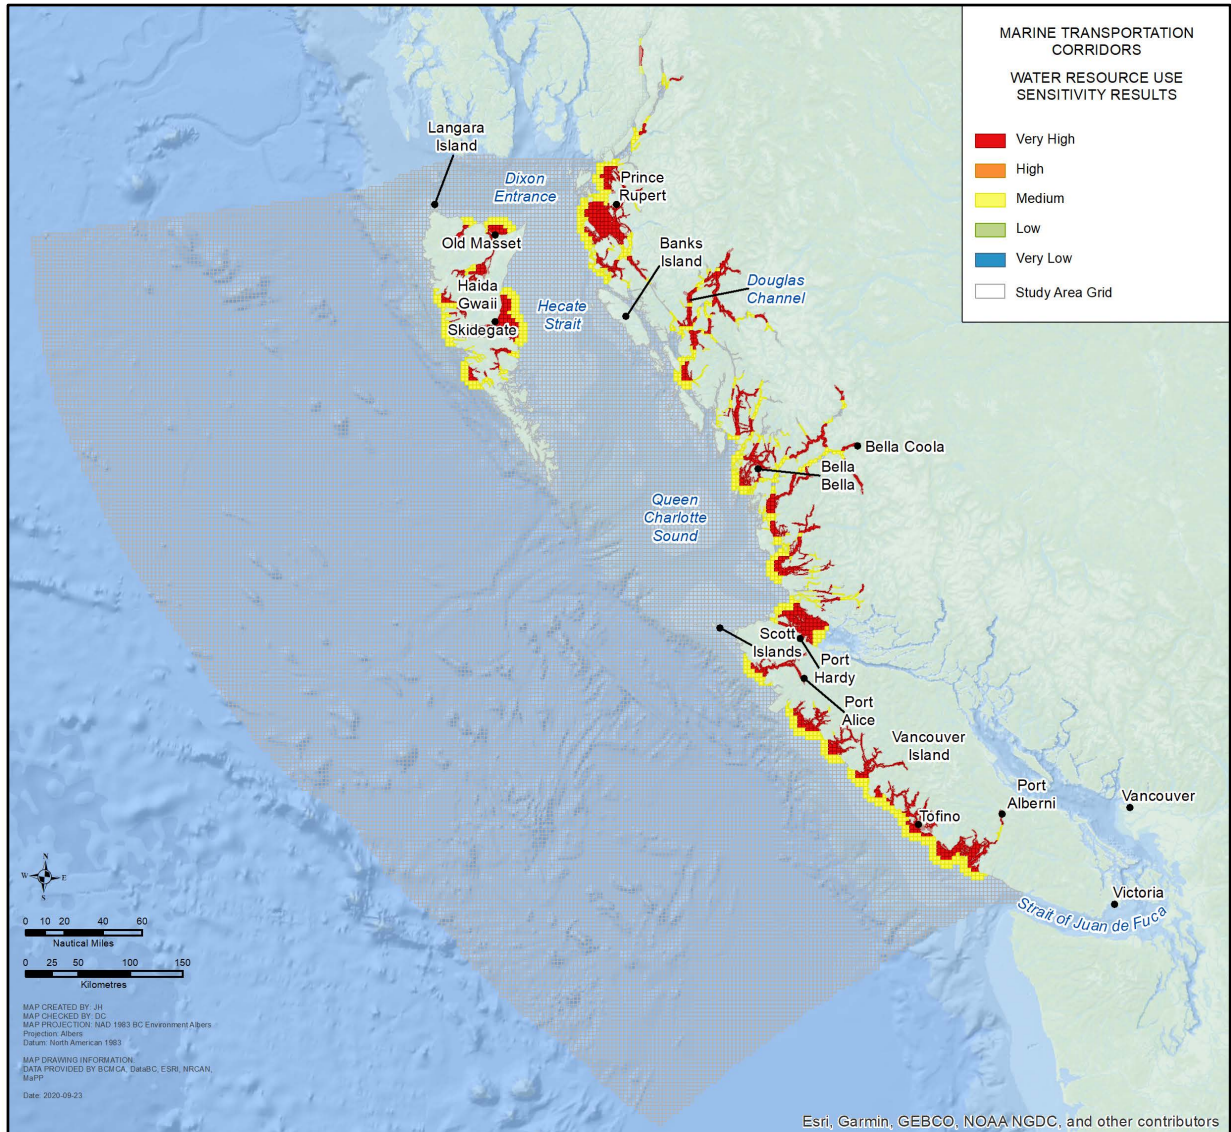 MARINE TRANSPORTATION
CORRIDORS
WATER RESOURCE USE
SENSITIVITY RESULTS
Very High
High
Medium
Low
Very Low
Study Area Grid
Langara
Island
Dixon
Entrance
Prince
Rupert
Old Masset
Banks
Island
Haida
Gwaii
Hecate
Strait
Douglas
Channel
Skidegate
Bella Coola
Bella
Bella
Queen
Charlotte
Sound
Scott
Islands
Port
Hardy
Port
Alice
Vancouver
Island
Port
Alberni
Vancouver
Tofino
Victoria
Strait of Juan de Fuca
N
W E
S
0 10 20 40 60
Nautical Miles
0 25 50 100 150
Kilometres
MAP CREATED BY: JH
MAP CHECKED BY: DC
MAP PROJECTION: NAD 1983 BC Environment Albers
Projection: Albers
Datum: North American 1983
MAP DRAWING INFORMATION:
DATA PROVIDED BY BCMCA, DataBC, ESRI, NRCAN,
MaPP
Date: 2020-09-23
Esri, Garmin, GEBCO, NOAA NGDC, and other contributors